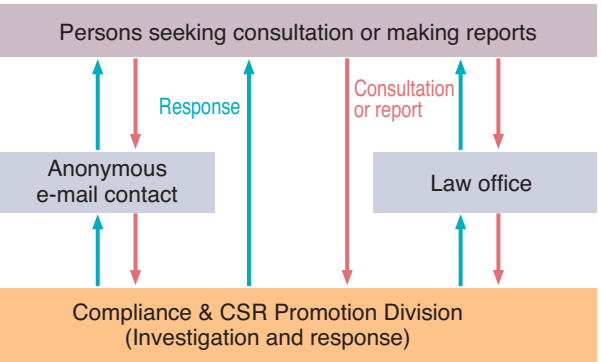 Persons seeking consultation or making reports
Response
Consultation
or report
Anonymous
e-mail contact
Law office
Compliance & CSR Promotion Division
(Investigation and response)